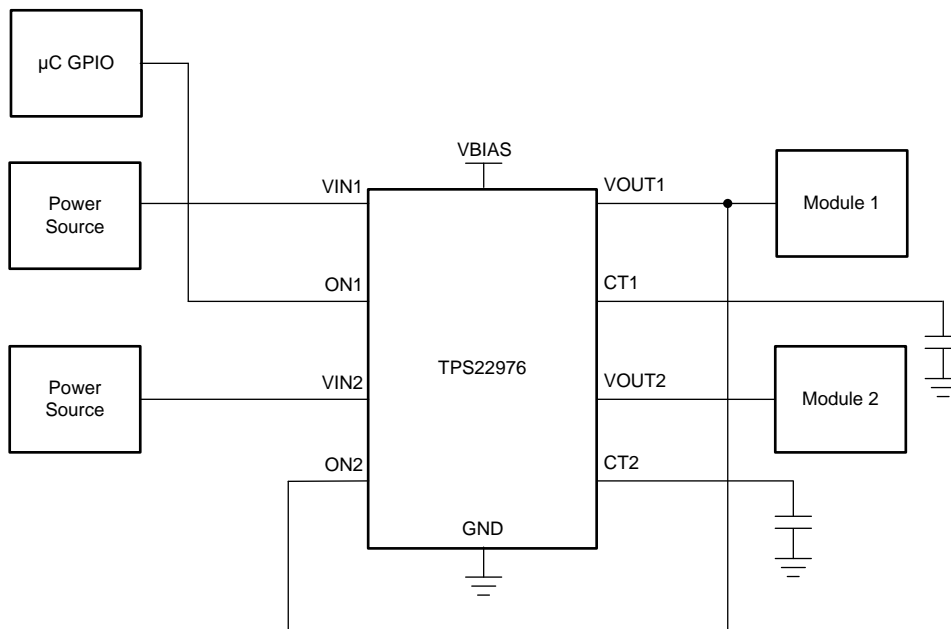 µC GPIO
VBIAS
Power
Source
VIN1
VOUT1
Module 1
ON1
CT1
TPS22976
Power
Source
VIN2
VOUT2
Module 2
ON2
CT2
GND